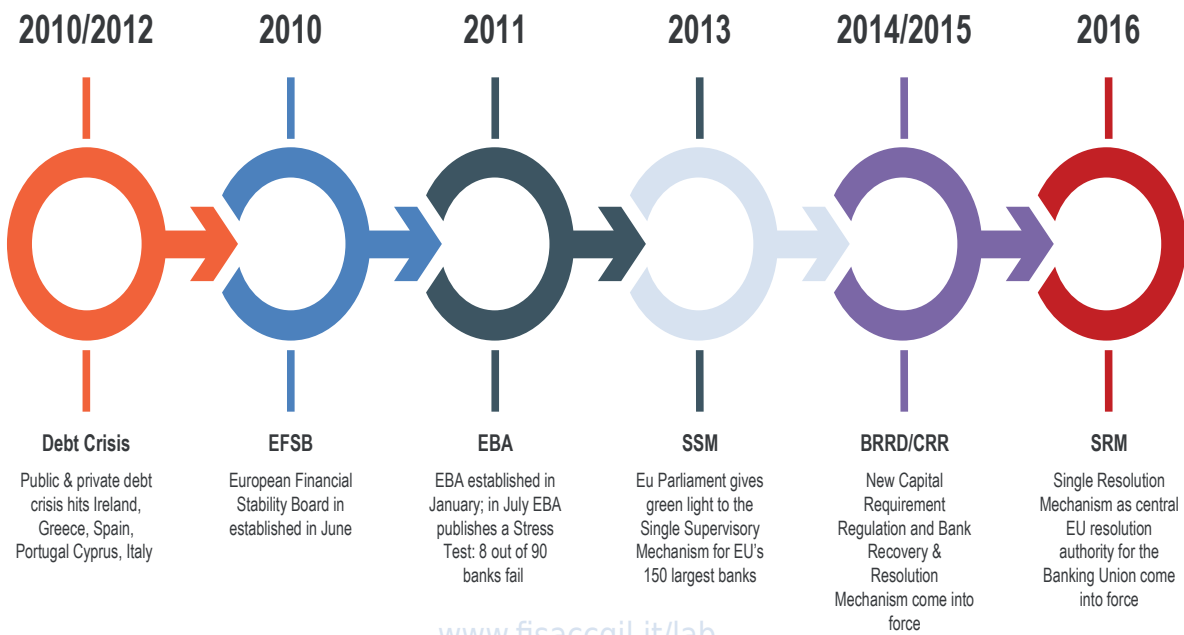 2010/2012
Debt Crisis
Public & private debt
crisis hits Ireland,
Greece, Spain,
Portugal Cyprus, Italy
2010
EFSB
European Financial
Stability Board in
established in June
2011
EBA
EBA established in
January; in July EBA
publishes a Stress
Test: 8 out of 90
banks fail
2013
SSM
Eu Parliament gives
green light to the
Single Supervisory
Mechanism for EU's
150 largest banks
2014/2015
BRRD/CRR
New Capital
Requirement
Regulation and Bank
Recovery &
Resolution
Mechanism come into
force
2016
SRM
Single Resolution
Mechanism as central
EU resolution
authority for the
Banking Union come
into force
www.fisaccgil.it/lab